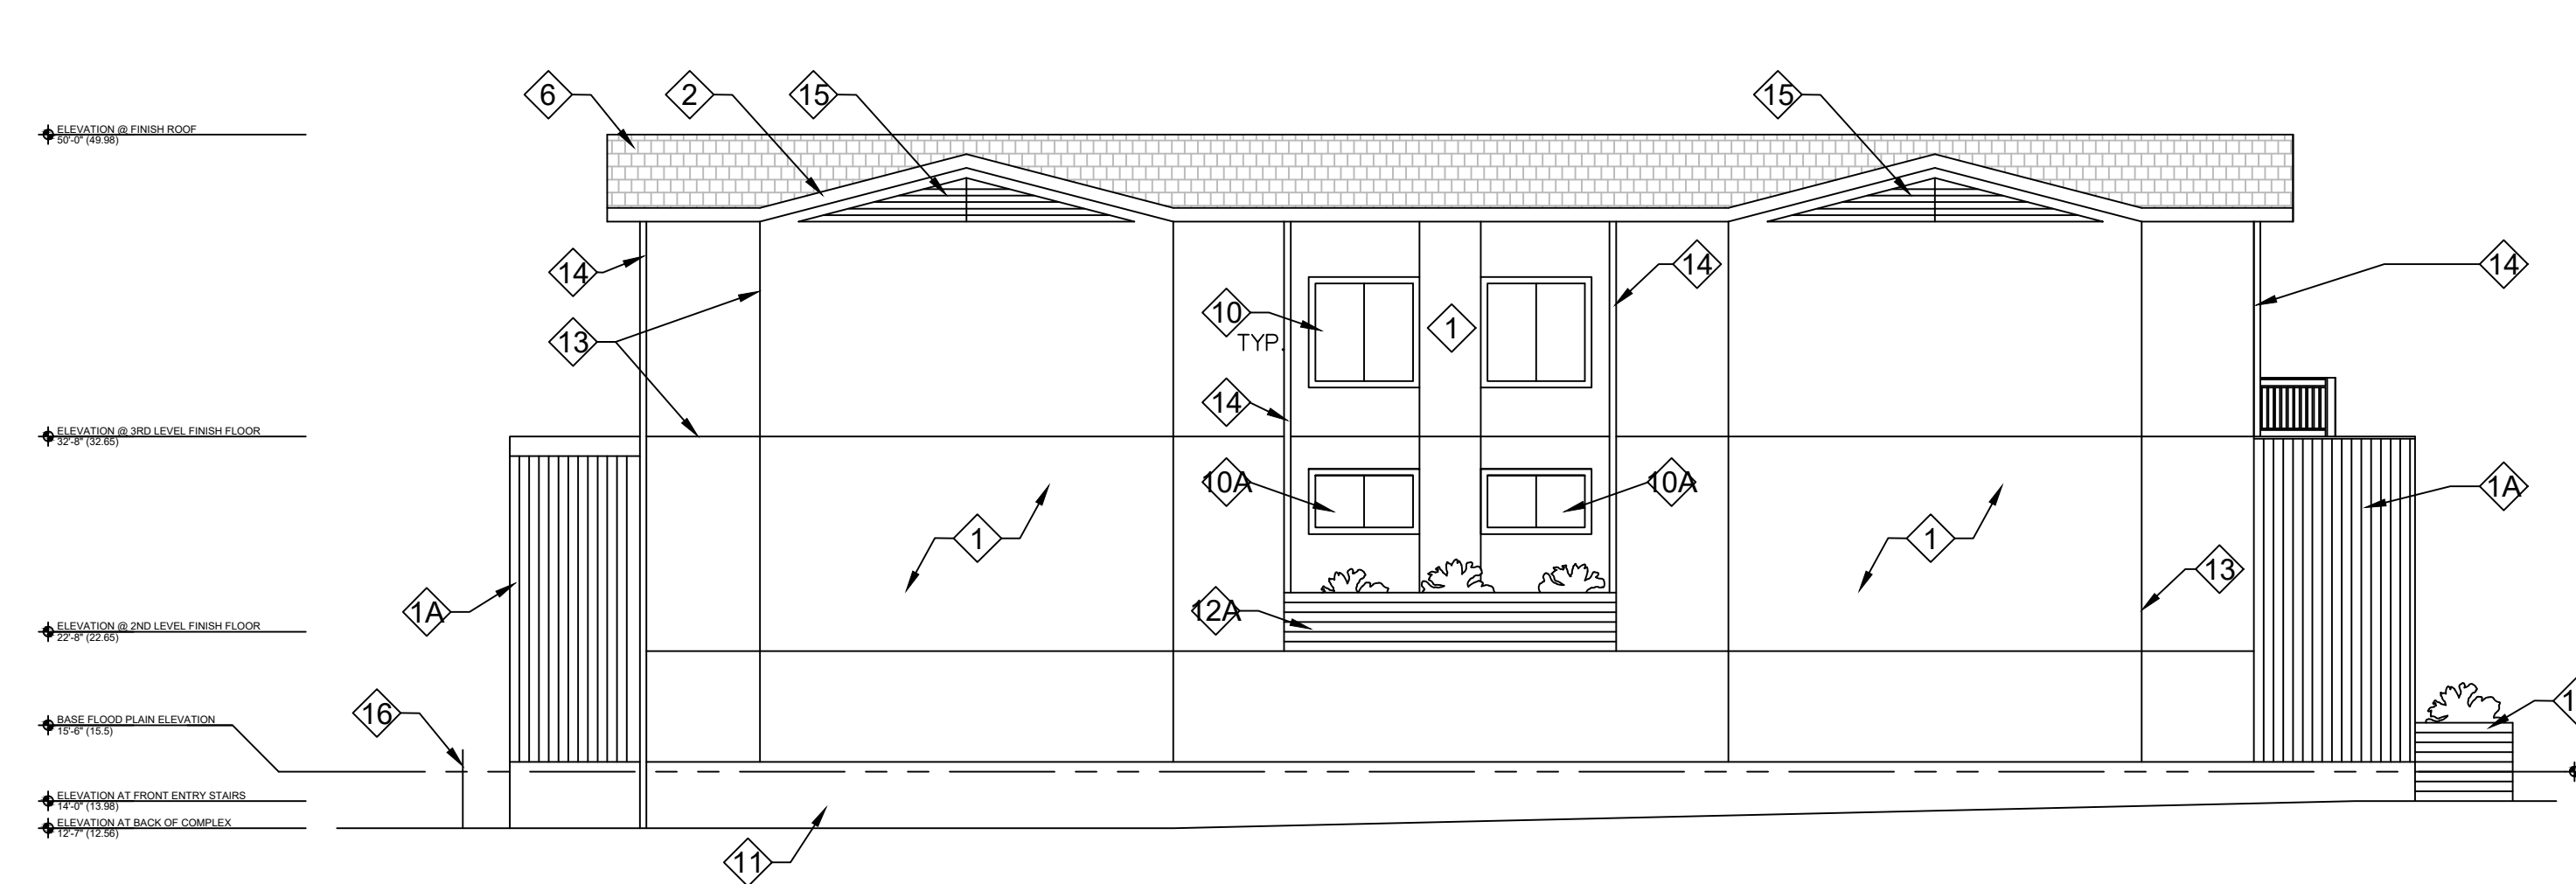 6
2
15
15
ELEVATION @ FINISH ROOF
50'-0" (49.98)
14
14
14
10
TYP.
1
13
14
ELEVATION @ 3RD LEVEL FINISH FLOOR
32'-8" (32.65)
10A
10A
1A
1
1
13
1A
12A
ELEVATION @ 2ND LEVEL FINISH FLOOR
22'-8" (22.65)
16
BASE FLOOD PLAIN ELEVATION
15'-6" (15.5)
ELEVATION AT FRONT ENTRY STAIRS
14'-0" (13.98)
ELEVATION AT BACK OF COMPLEX
12'-7" (12.56)
11